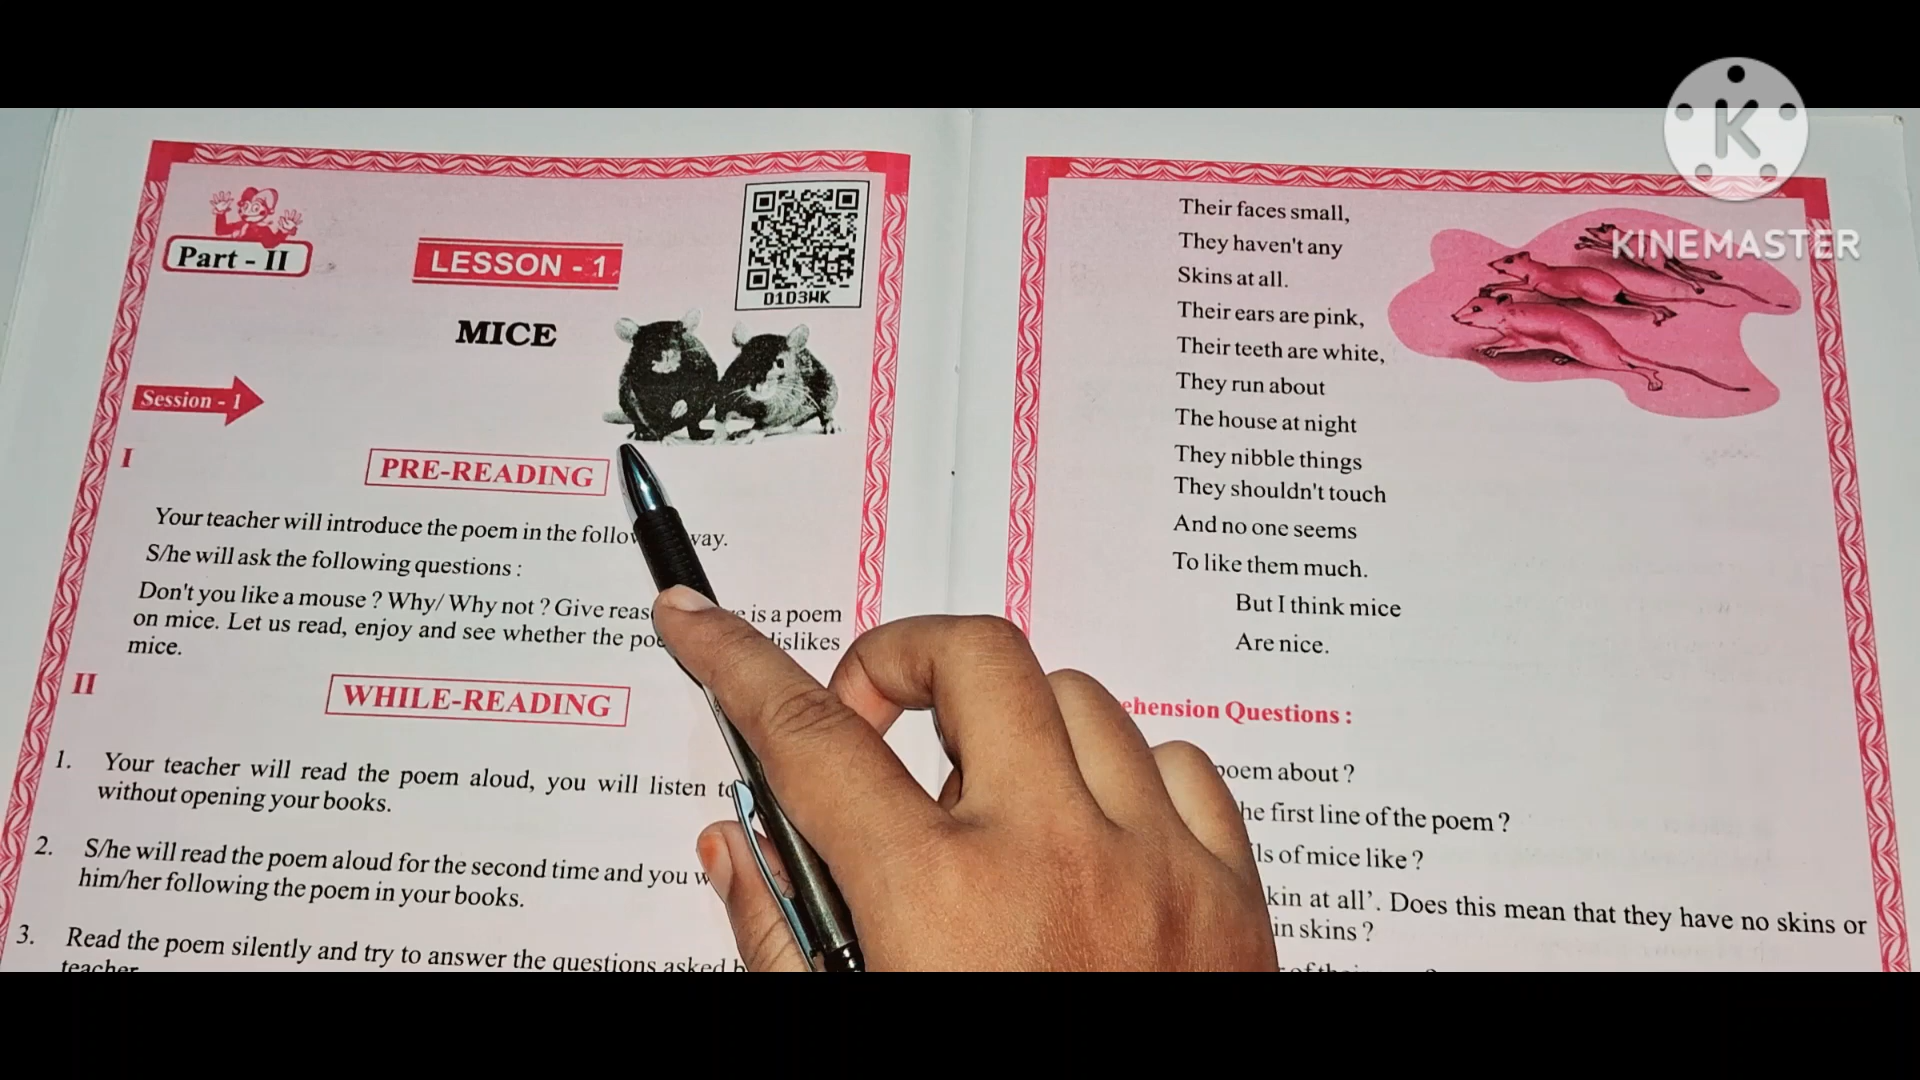 Part - II
LESSON - 1
D1D3WK
MICE
Session - 1
I
PRE-READING
Your teacher will introduce the poem in the way.
S/he will ask the following questions :
Don't you like a mouse ? Why/ Why not ? Give is a poem
on mice. Let us read, enjoy and see whether the dislikes
mice.
II
WHILE-READING
1. Your teacher will read the poem aloud, you will listen
without opening your books.
2. S/he will read the poem aloud for the second time and you
him/her following the poem in your books.
3. Read the poem silently and try to answer the questions asked
teacher
Their faces small,
They haven't any
Skins at all.
Their ears are pink,
Their teeth are white,
They run about
The house at night
They nibble things
They shouldn't touch
And no one seems
To like them much.
But I think mice
Are nice.
Questions :
poem about ?
first line of the poem ?
of mice like ?
at all’. Does this mean that they have no skins or
skins ?
K
KINEMASTER